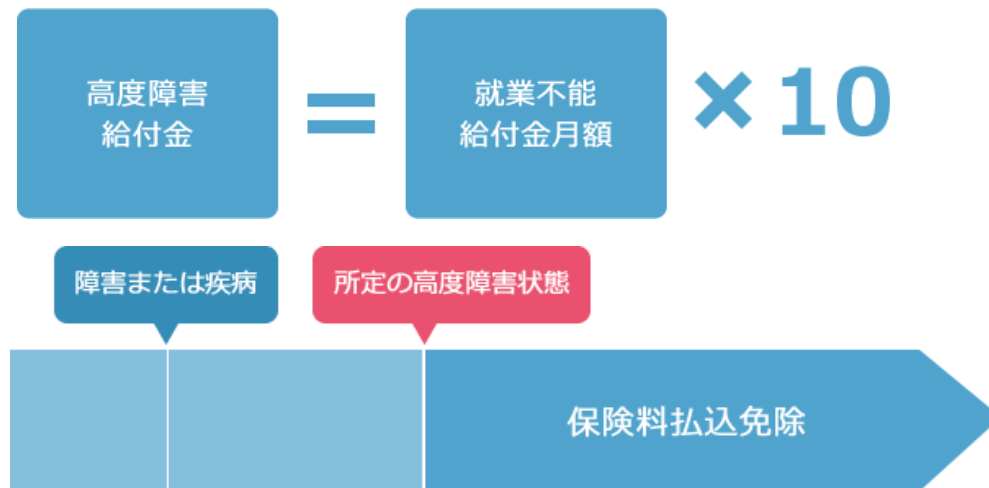 高度障害
給付金
=
就業不能
給付金月額
×10
障害または疾病
所定の高度障害状態
保険料払込免除